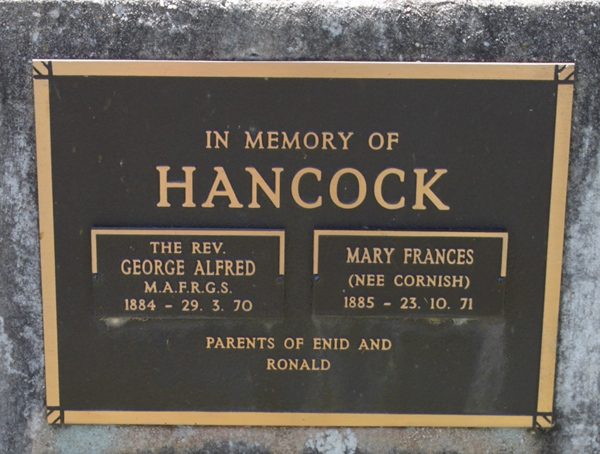 IN MEMORY OF
HANCOCK
THE REV.
GEORGE ALFRED
M.A.F.R.G.S.
1884 - 29. 3. 70
MARY FRANCES
(NEE CORNISH)
1885 - 23. 10. 71
PARENTS OF ENID AND
RONALD